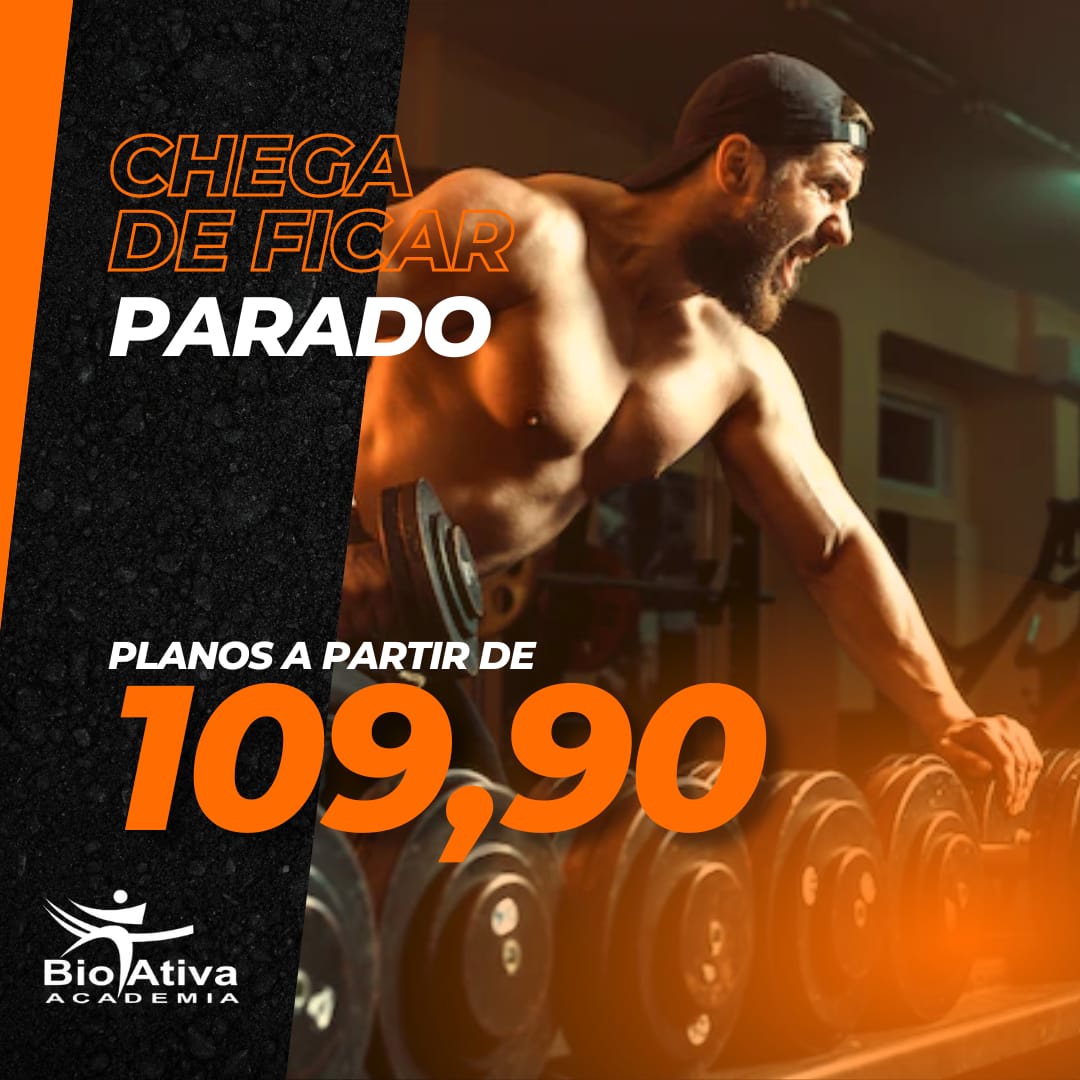 CHEGA
DE FICAR
PARADO
PLANOS A PARTIR DE
109,90
Bio Ativa
ACADEMIA